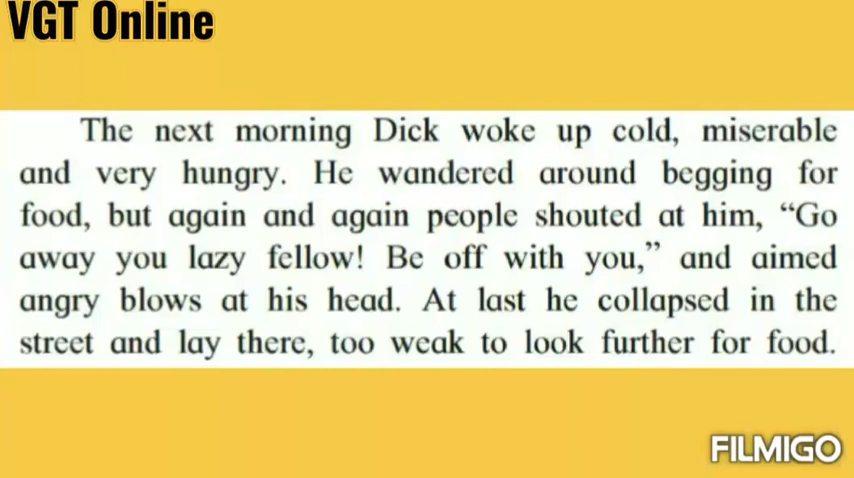 VGT Online
The next morning Dick woke up cold, miserable
and very hungry. He wandered around begging for
food, but again and again people shouted at him, “Go
away you lazy fellow! Be off with you,” and aimed
angry blows at his head. At last he collapsed in the
street and lay there, too weak to look further for food.
FILMIGO